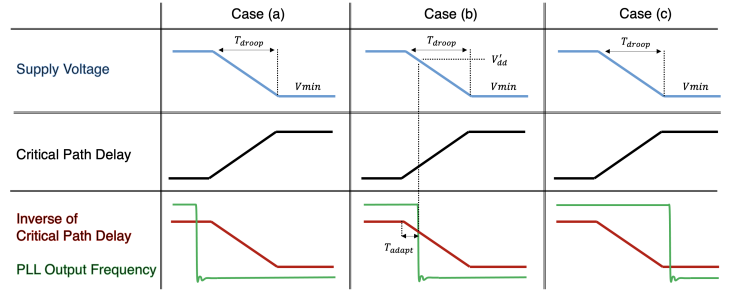 Case (a)
Case (b)
Case (c)
Supply Voltage
T_droop
Vmin
T_droop
V'_dd
Vmin
T_droop
Vmin
Critical Path Delay
Inverse of
Critical Path Delay
PLL Output Frequency
T_adapt